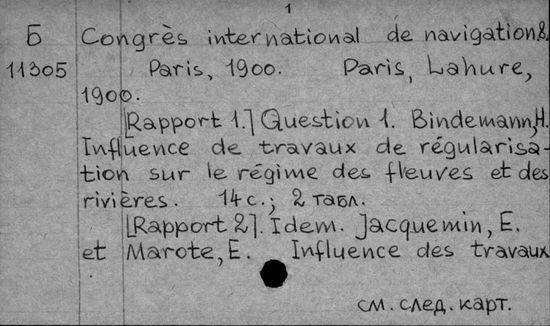 1
Б Congrès international de navigation 8.
11305 Paris, 1900. Paris, Lahure,
1900.
[Rapport 1.] Question 1. Bindemann, H.
Influence de travaux de régularisa-
tion sur le régime des fleuves et des
rivières. 14 с.; 2 табл.
[Rapport 2]. Idem. Jacquemin, E.
et Marote, E. Influence des travaux
см. след. карт.